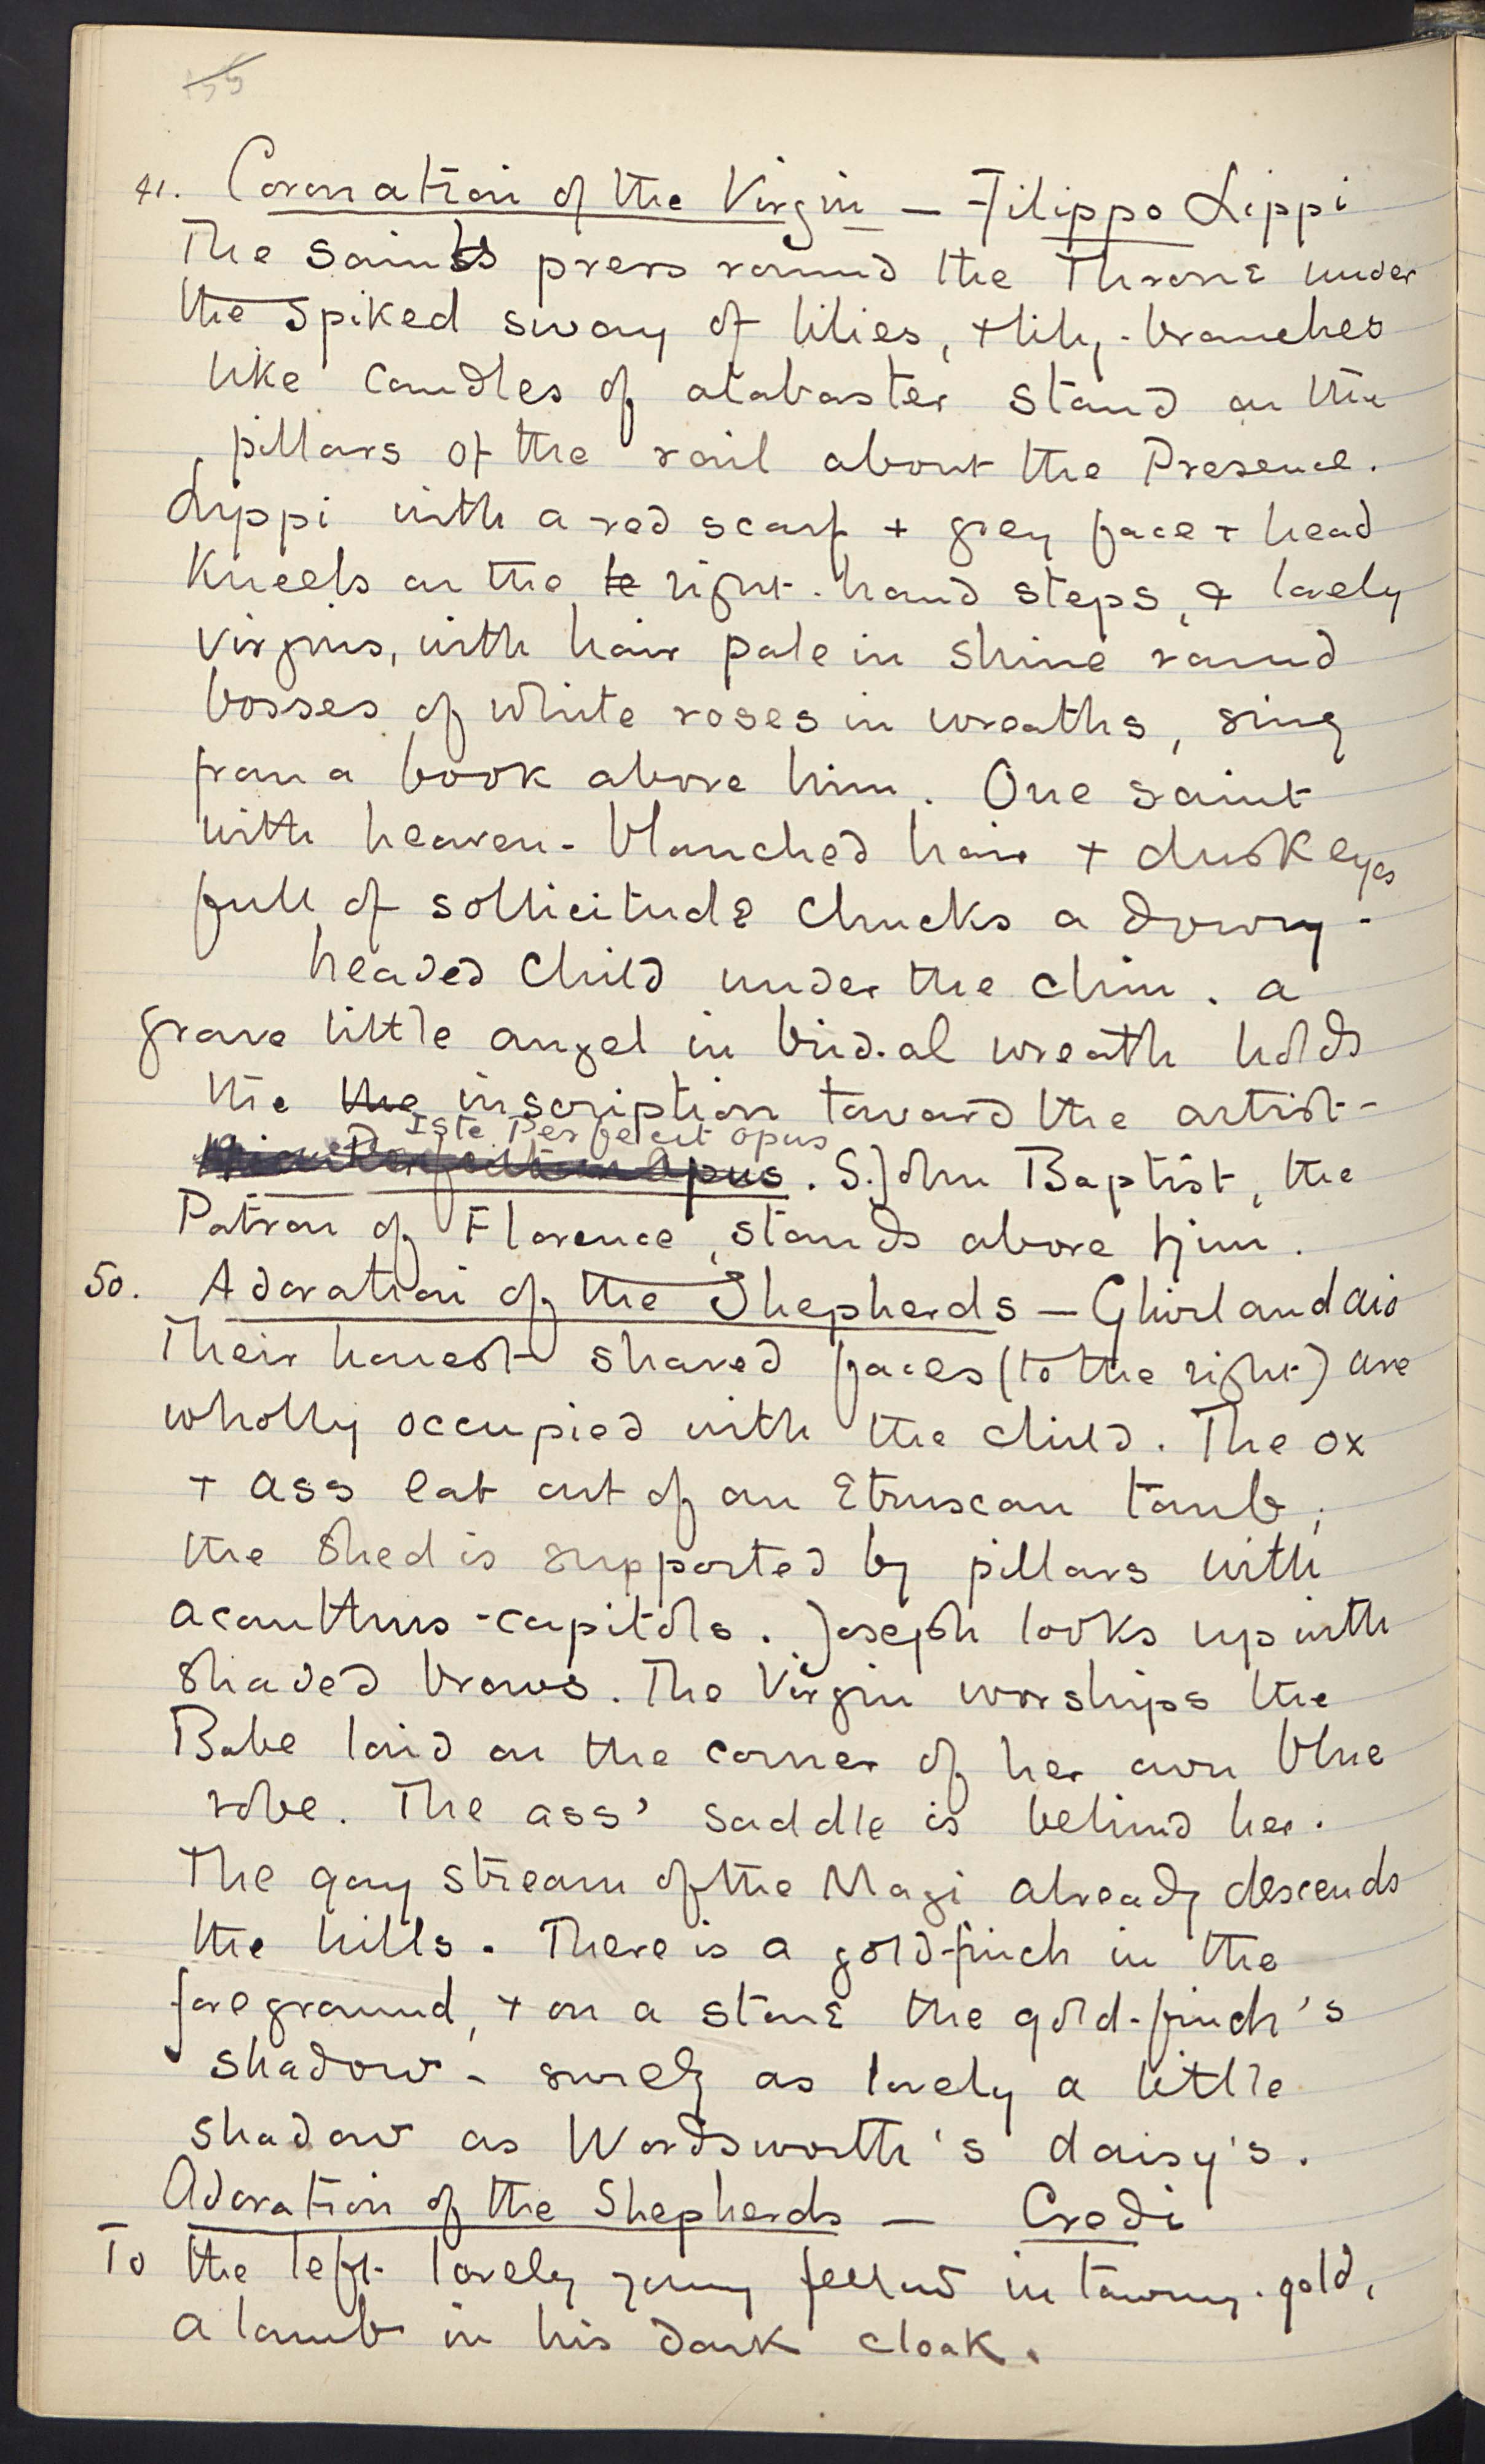 41. Coronation of the Virgin — Filippo Lippi
The Saints press round the Throne under
the spiked sway of lilies, + lily-branches
like candles of alabaster stand on the
pillars of the rail about the Presence.
Lippi with a red scarf + grey face + head
kneels on the le right-hand steps, & lovely
virgins, with hair pale in shine round
bosses of white roses in wreaths, sing
from a book above him. One saint
with heaven-blanched hair + dusk eyes
full of sollicitude chucks a downy-
headed child under the chin. A
grave little angel in bridal wreath holds
the the inscription toward the artist-
Iste Perfecit opus
opus. S. John Baptist, the
Patron of Florence, stands above him.
50. Adoration of the Shepherds — Ghirlandaio
Their honest shaved faces (to the right) are
wholly occupied with the child. The ox
+ ass eat out of an Etruscan tomb;
the shed is supported by pillars with
acanthus-capitols. Joseph looks up with
shaded brows. The Virgin worships the
Babe laid on the corner of her own blue
robe. The ass' saddle is behind her.
The gay stream of the Magi already descends
the hills. There is a gold-finch in the
foreground, + on a stone the gold-finch's
shadow - surely as lovely a little
shadow as Wordsworth's daisy's.
Adoration of the Shepherds — Credi
To the left lovely young fellow in tawny-gold,
a lamb in his dark cloak.